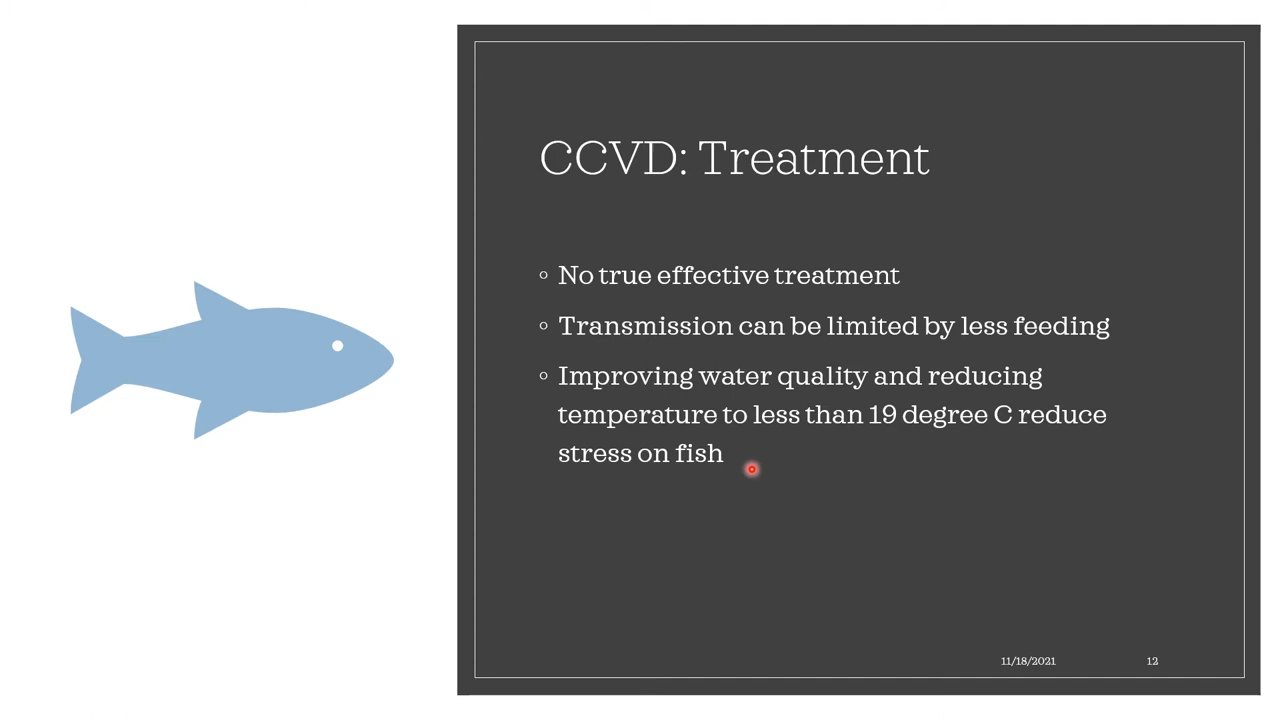 CCVD: Treatment
◦ No true effective treatment
◦ Transmission can be limited by less feeding
◦ Improving water quality and reducing
temperature to less than 19 degree C reduce
stress on fish
11/18/2021 12